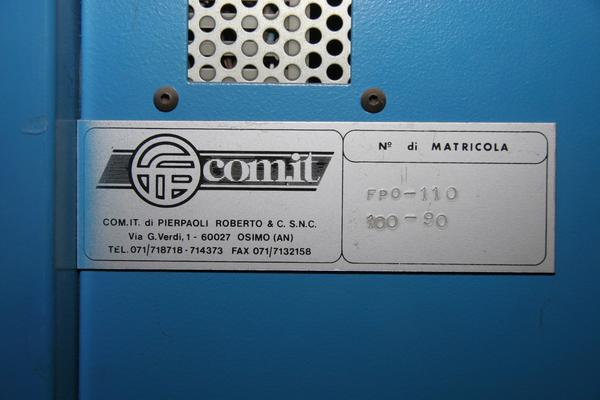 com.it
COM.IT. di PIERPAOLI ROBERTO & C. S.N.C.
Via G.Verdi, 1 - 60027 OSIMO (AN)
TEL. 071/718718 - 714373 FAX 071/7132158
Nº di MATRICOLA
FPO-110
100-90